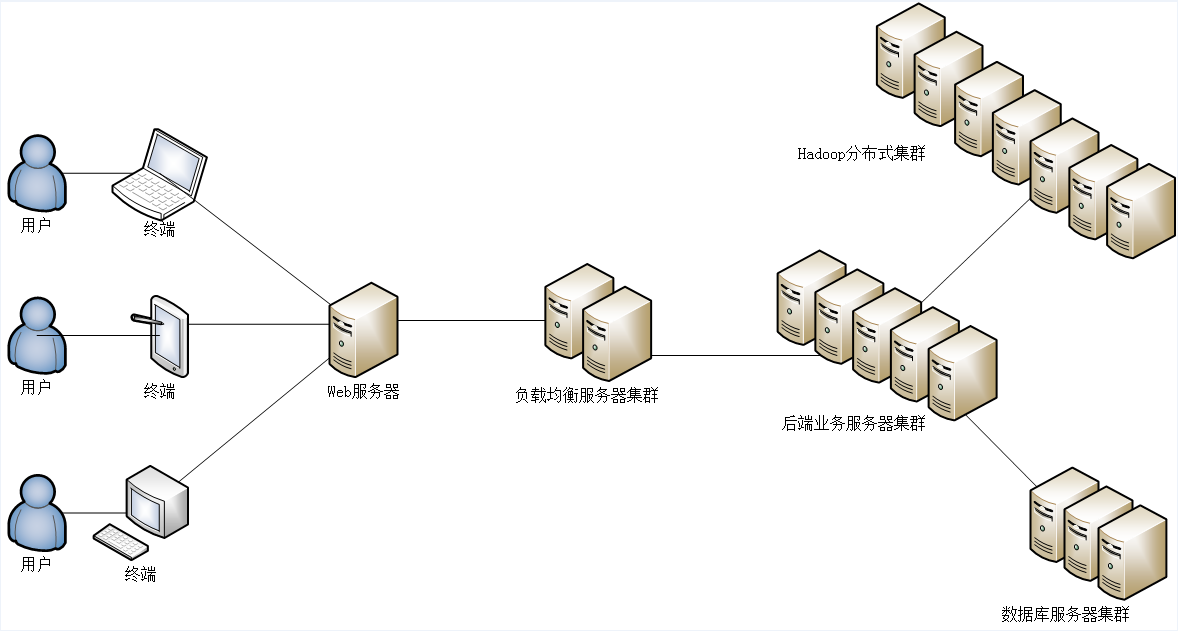 Hadoop分布式集群
用户
终端
用户
终端
Web服务器
负载均衡服务器集群
后端业务服务器集群
用户
终端
数据库服务器集群